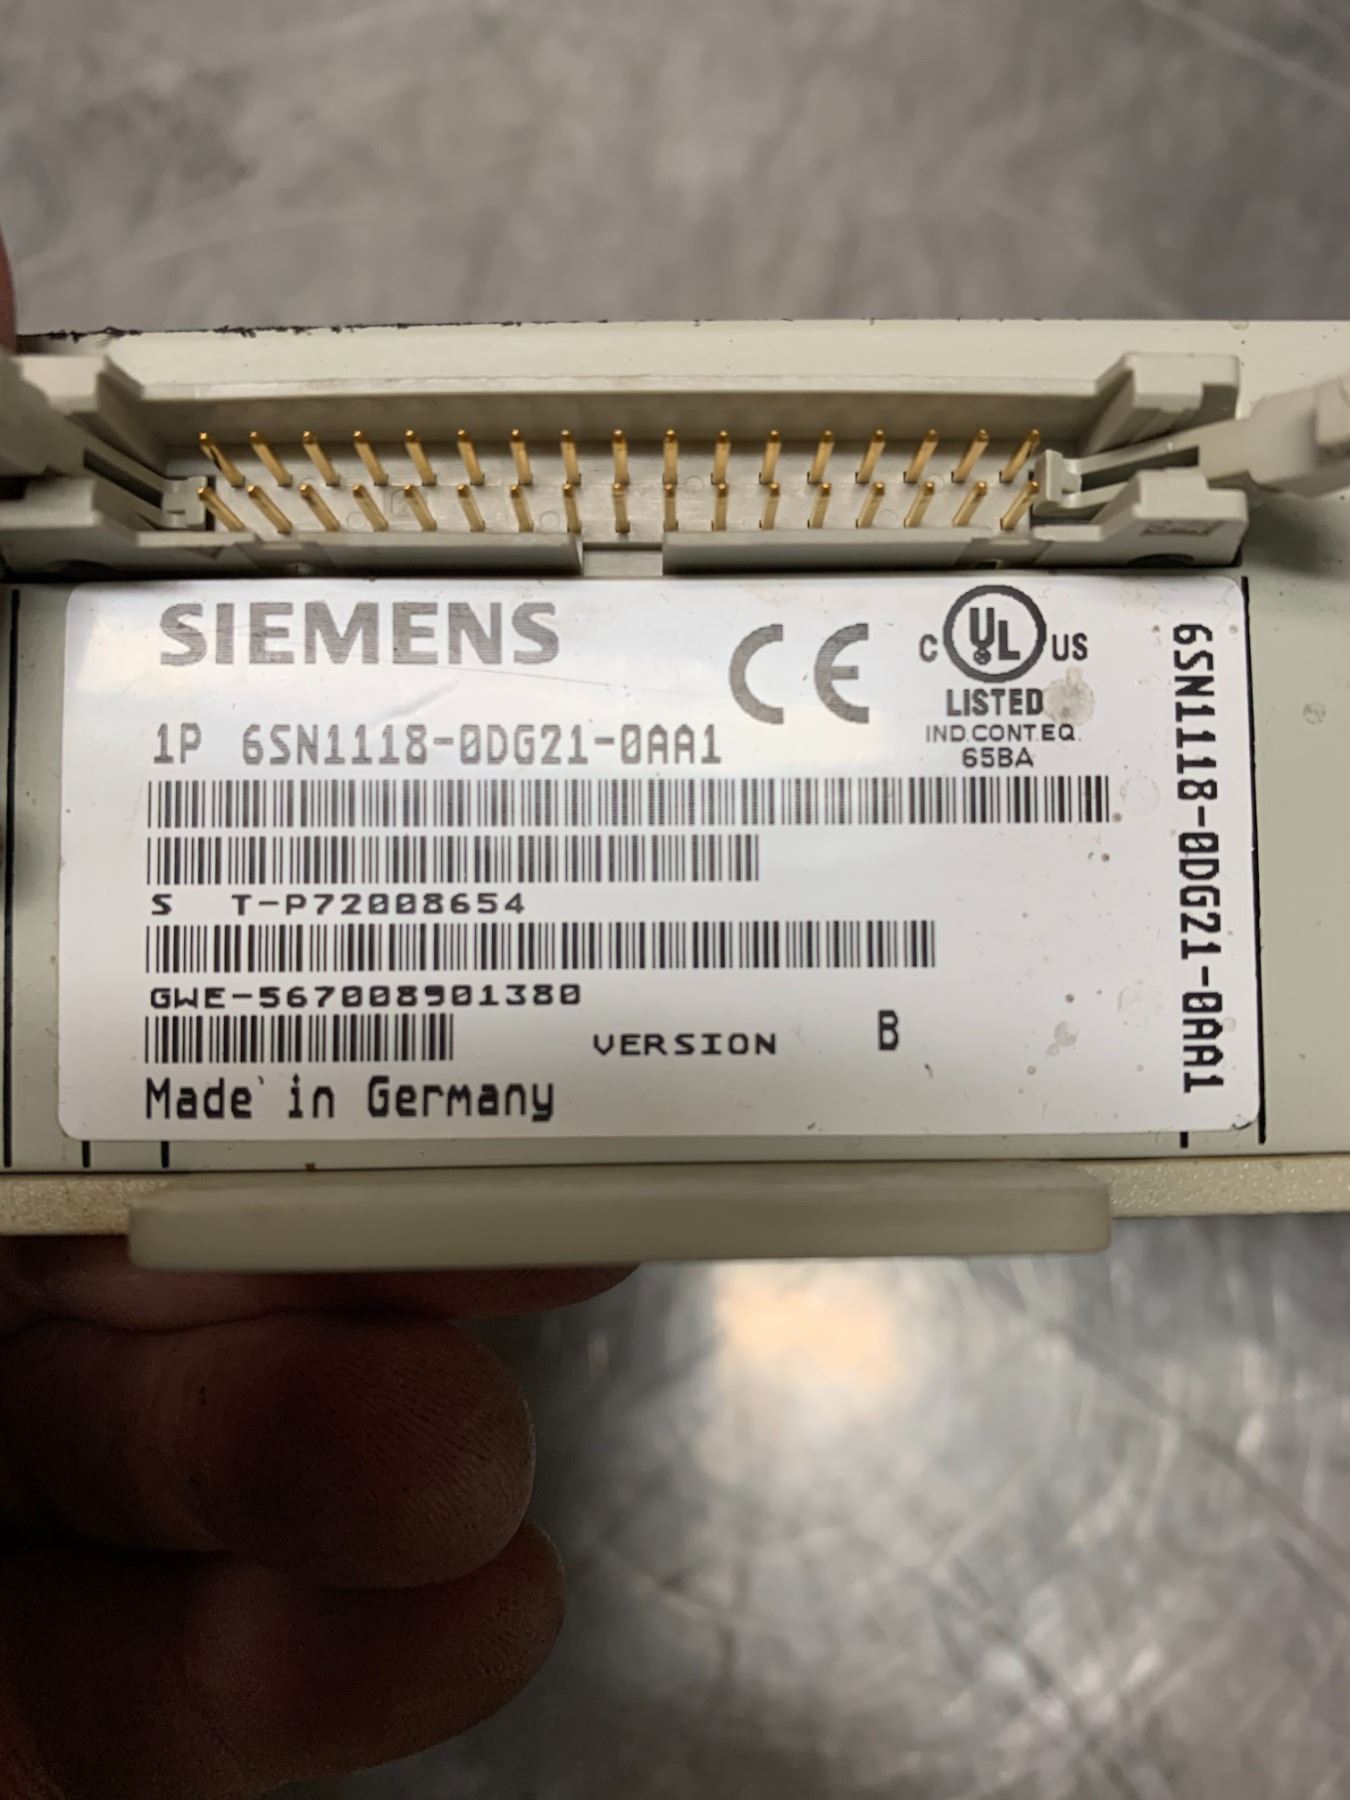 SIEMENS
CE
C UL US
LISTED
IND.CONT.EQ.
65BA
1P 6SN1118-0DG21-0AA1
S T-P72008654
GWE-567008901380
VERSION B
Made in Germany
6SN1118-0DG21-0AA1